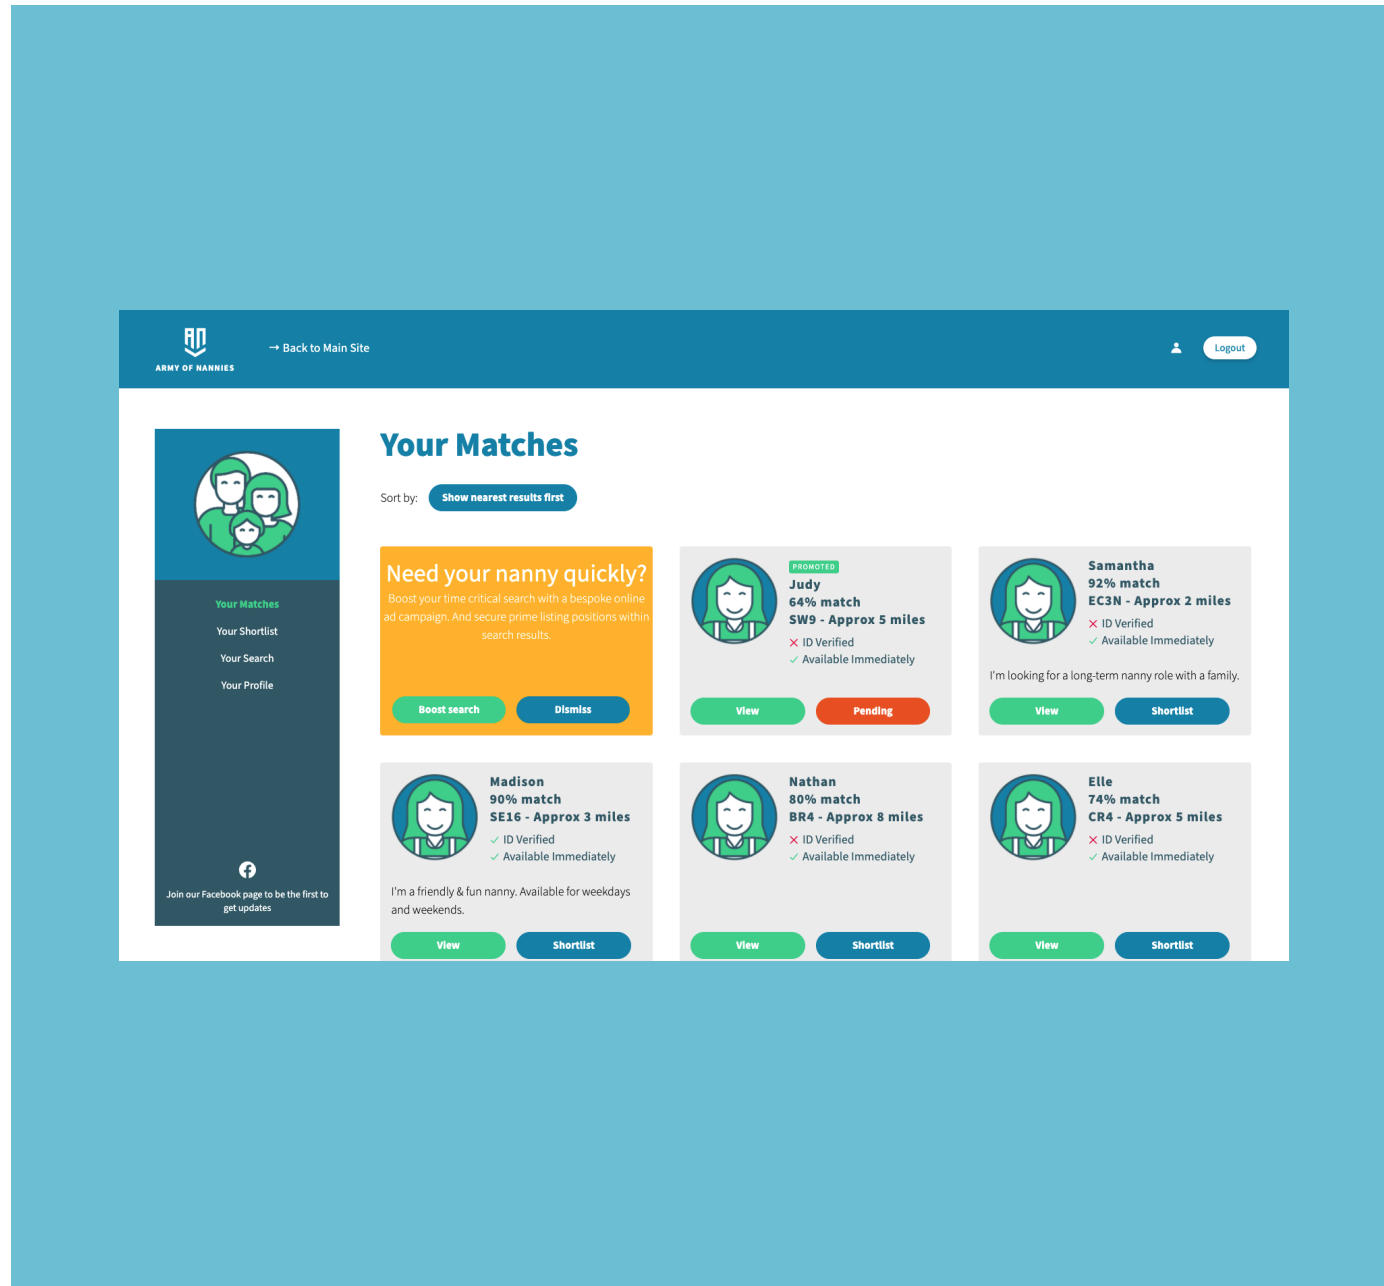 ARMY OF NANNIES
→ Back to Main Site
Logout
Your Matches
Your Shortlist
Your Search
Your Profile
Join our Facebook page to be the first to
get updates
Your Matches
Sort by:
Show nearest results first
Need your nanny quickly?
Boost your time critical search with a bespoke online
ad campaign. And secure prime listing positions within
search results.
Boost search
Dismiss
PROMOTED
Judy
64% match
SW9 - Approx 5 miles
ID Verified
Available Immediately
View
Pending
Samantha
92% match
EC3N - Approx 2 miles
ID Verified
Available Immediately
I'm looking for a long-term nanny role with a family.
View
Shortlist
Madison
90% match
SE16 - Approx 3 miles
ID Verified
Available Immediately
I'm a friendly & fun nanny. Available for weekdays
and weekends.
View
Shortlist
Nathan
80% match
BR4 - Approx 8 miles
ID Verified
Available Immediately
View
Shortlist
Elle
74% match
CR4 - Approx 5 miles
ID Verified
Available Immediately
View
Shortlist